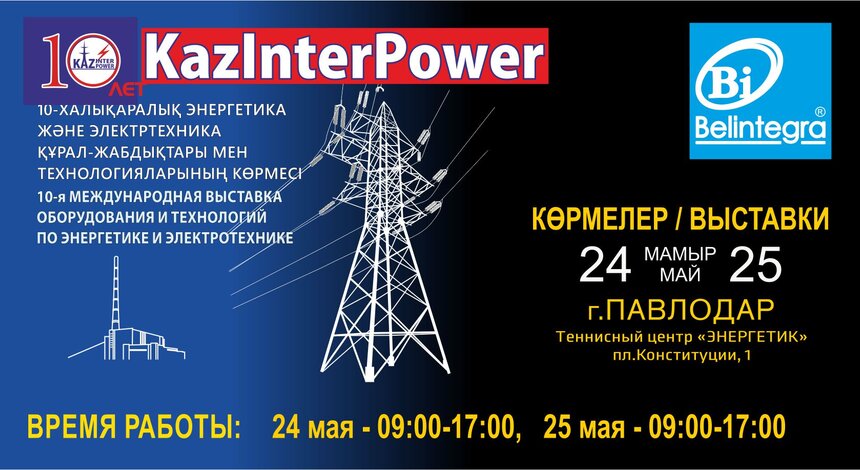 10
KAZ INTER POWER
ЛЕТ
KazInterPower
Bi
Belintegra®
10-ХАЛЫҚАРАЛЫҚ ЭНЕРГЕТИКА
ЖӘНЕ ЭЛЕКТРТЕХНИКА
ҚҰРАЛ-ЖАБДЫҚТАРЫ МЕН
ТЕХНОЛОГИЯЛАРЫНЫҢ КӨРМЕСІ
10-я МЕЖДУНАРОДНАЯ ВЫСТАВКА
ОБОРУДОВАНИЯ И ТЕХНОЛОГИЙ
ПО ЭНЕРГЕТИКЕ И ЭЛЕКТРОТЕХНИКЕ
КӨРМЕЛЕР / ВЫСТАВКИ
24 МАМЫР МАЙ 25
г.ПАВЛОДАР
Теннисный центр «ЭНЕРГЕТИК»
пл.Конституции,1
ВРЕМЯ РАБОТЫ: 24 мая - 09:00-17:00, 25 мая - 09:00-17:00